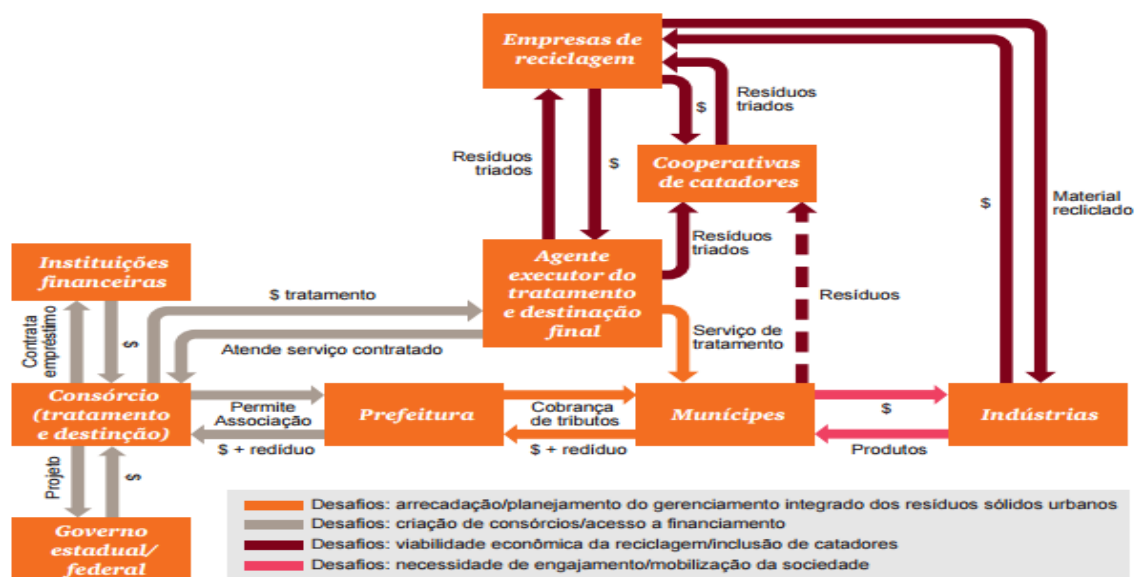 Empresas de
reciclagem
Resíduos
triados
$
Resíduos
triados
$
Cooperativas
de catadores
$
Material
recliclado
Instituições
financeiras
Agente
executor do
tratamento
e destinação
final
Resíduos
triados
$ tratamento
Resíduos
Contrata
empréstimo
$
Atende serviço contratado
Serviço de
tratamento
Consórcio
(tratamento
e destinção)
Permite
Associação
$ + redíduo
Prefeitura
Cobrança
de tributos
$ + redíduo
Munícipes
$
Produtos
Indústrias
Projeto
$
Governo
estadual/
federal
Desafios: arrecadação/planejamento do gerenciamento integrado dos resíduos sólidos urbanos
Desafios: criação de consórcios/acesso a financiamento
Desafios: viabilidade econômica da reciclagem/inclusão de catadores
Desafios: necessidade de engajamento/mobilização da sociedade